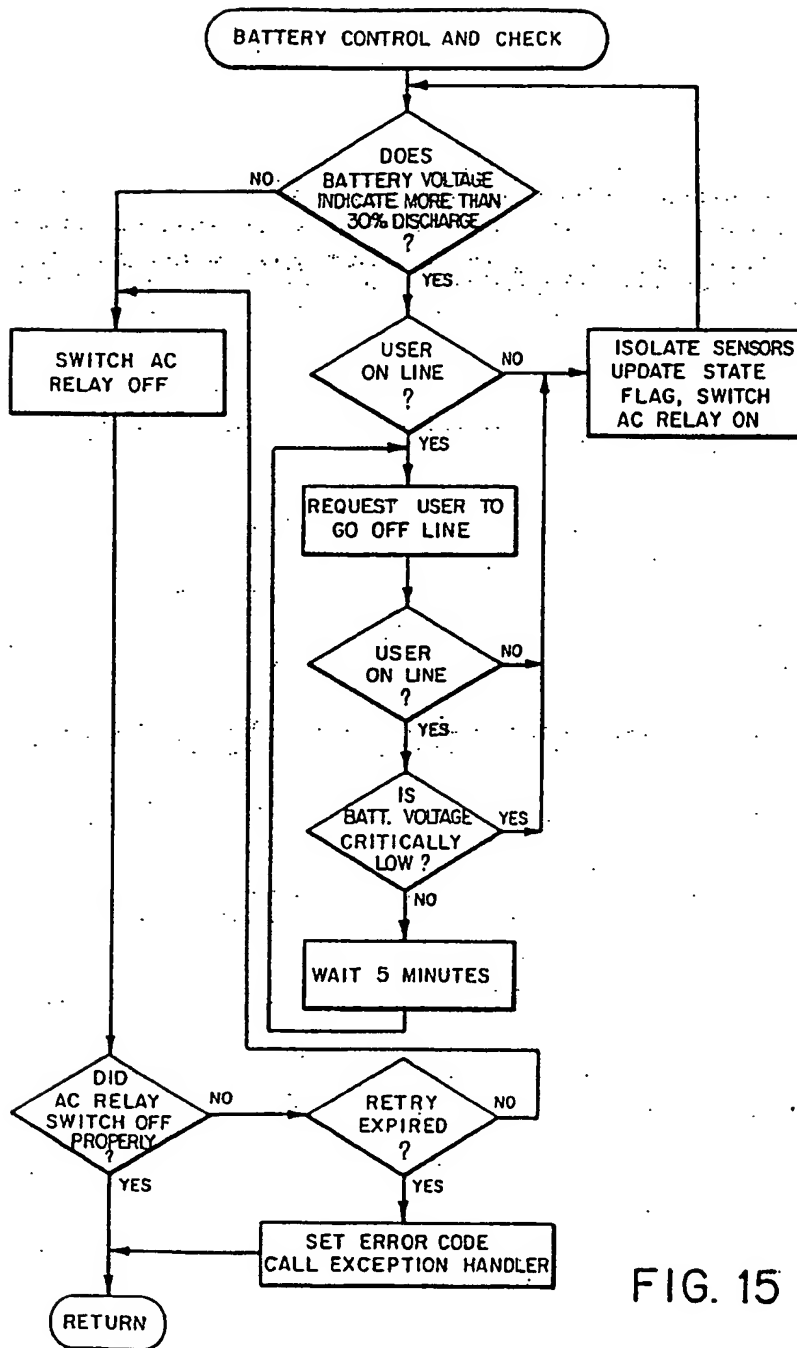 BATTERY CONTROL AND CHECK
DOES
BATTERY VOLTAGE
INDICATE MORE THAN
30% DISCHARGE
?
NO
YES
SWITCH AC
RELAY OFF
USER
ON LINE
?
NO
YES
ISOLATE SENSORS
UPDATE STATE
FLAG, SWITCH
AC RELAY ON
REQUEST USER TO
GO OFF LINE
USER
ON LINE
?
NO
YES
IS
BATT. VOLTAGE
CRITICALLY
LOW ?
YES
NO
WAIT 5 MINUTES
DID
AC RELAY
SWITCH OFF
PROPERLY
?
NO
YES
RETRY
EXPIRED
?
NO
YES
SET ERROR CODE
CALL EXCEPTION HANDLER
RETURN
FIG. 15